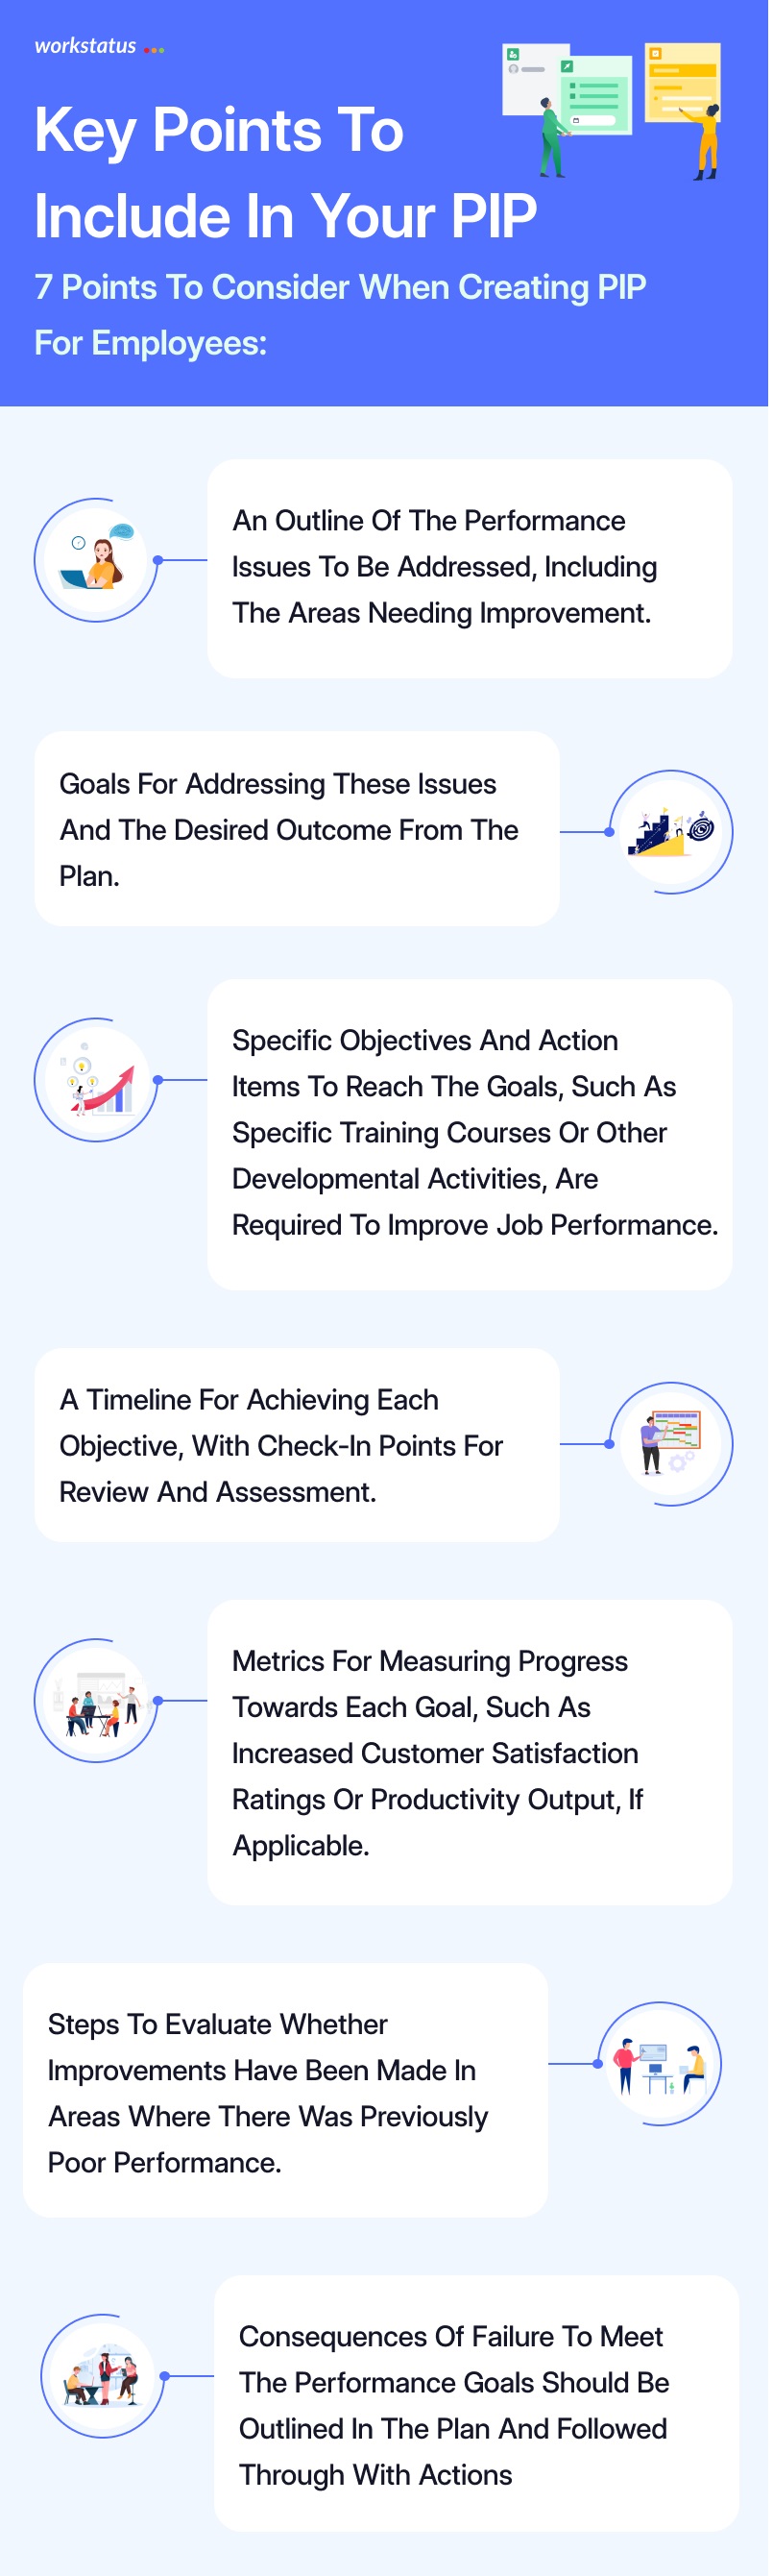 workstatus
Key Points To
Include In Your PIP
7 Points To Consider When Creating PIP
For Employees:
An Outline Of The Performance
Issues To Be Addressed, Including
The Areas Needing Improvement.
Goals For Addressing These Issues
And The Desired Outcome From The
Plan.
Specific Objectives And Action
Items To Reach The Goals, Such As
Specific Training Courses Or Other
Developmental Activities, Are
Required To Improve Job Performance.
A Timeline For Achieving Each
Objective, With Check-In Points For
Review And Assessment.
Metrics For Measuring Progress
Towards Each Goal, Such As
Increased Customer Satisfaction
Ratings Or Productivity Output, If
Applicable.
Steps To Evaluate Whether
Improvements Have Been Made In
Areas Where There Was Previously
Poor Performance.
Consequences Of Failure To Meet
The Performance Goals Should Be
Outlined In The Plan And Followed
Through With Actions